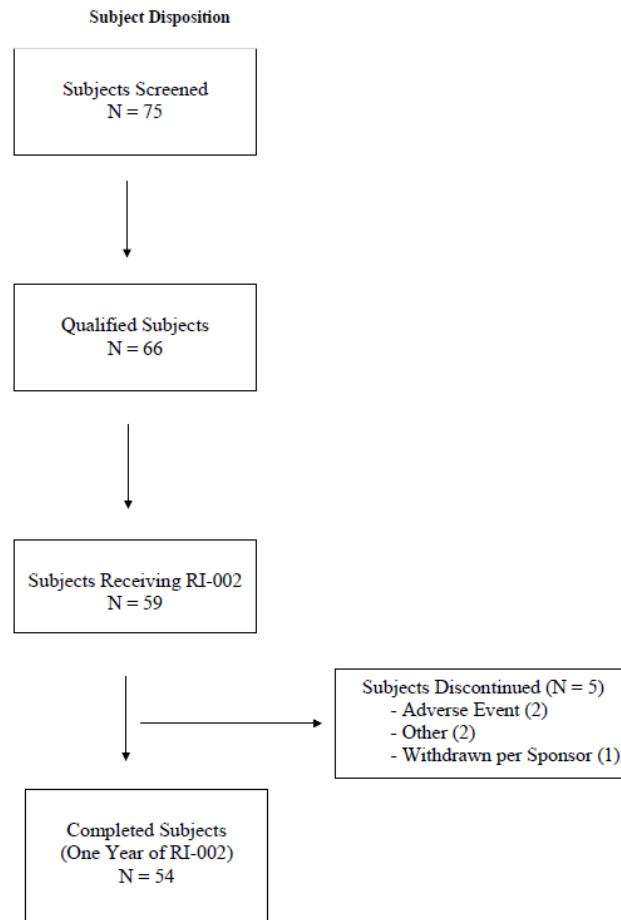 Subject Disposition
Subjects Screened
N = 75
Qualified Subjects
N = 66
Subjects Receiving RI-002
N = 59
Subjects Discontinued (N = 5)
- Adverse Event (2)
- Other (2)
- Withdrawn per Sponsor (1)
Completed Subjects
(One Year of RI-002)
N = 54